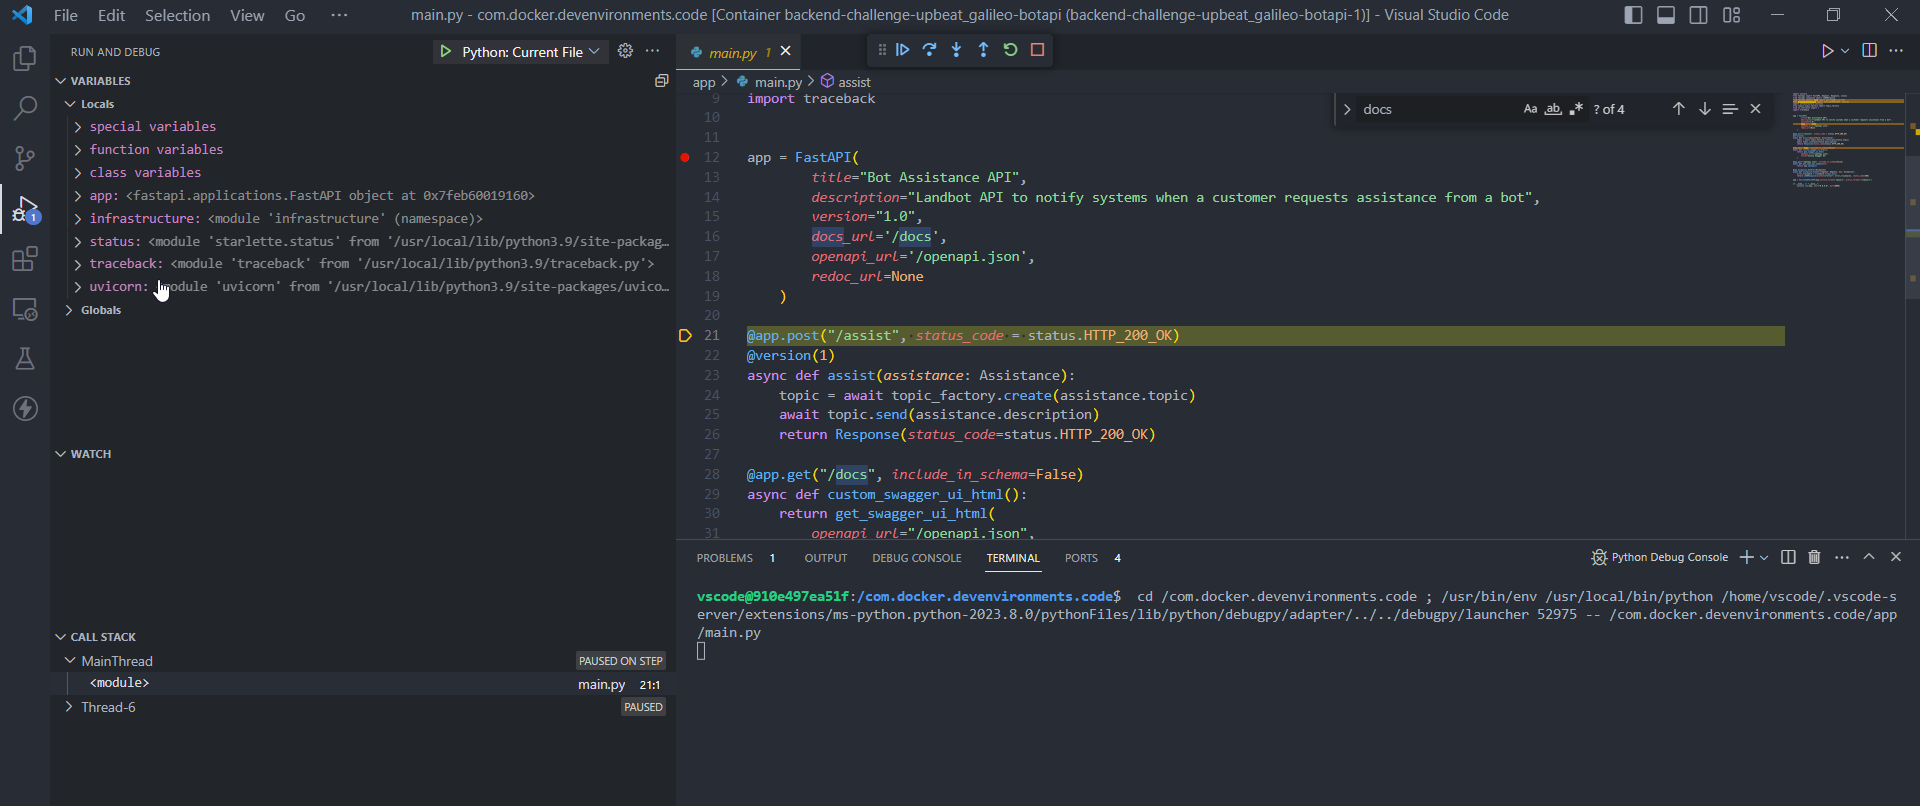 File Edit Selection View Go ··· main.py - com.docker.devenvironments.code [Container backend-challenge-upbeat_galileo-botapi (backend-challenge-upbeat_galileo-botapi-1)] - Visual Studio Code
RUN AND DEBUG
Python: Current File
VARIABLES
Locals
special variables
function variables
class variables
app: <fastapi.applications.FastAPI object at 0x7feb60019160>
infrastructure: <module 'infrastructure' (namespace)>
status: <module 'starlette.status' from '/usr/local/lib/python3.9/site-packag…
traceback: <module 'traceback' from '/usr/local/lib/python3.9/traceback.py'>
uvicorn: odule 'uvicorn' from '/usr/local/lib/python3.9/site-packages/uvico…
Globals
WATCH
CALL STACK
MainThread PAUSED ON STEP
<module> main.py 21:1
Thread-6 PAUSED
1
main.py 1
app > main.py > assist
docs Aa ab ? of 4
9 import traceback
10
11
12 app = FastAPI(
13 title="Bot Assistance API",
14 description="Landbot API to notify systems when a customer requests assistance from a bot",
15 version="1.0",
16 docs_url='/docs',
17 openapi_url='/openapi.json',
18 redoc_url=None
19 )
20
21 @app.post("/assist", status_code = status.HTTP_200_OK)
22 @version(1)
23 async def assist(assistance: Assistance):
24 topic = await topic_factory.create(assistance.topic)
25 await topic.send(assistance.description)
26 return Response(status_code=status.HTTP_200_OK)
27
28 @app.get("/docs", include_in_schema=False)
29 async def custom_swagger_ui_html():
30 return get_swagger_ui_html(
31 openapi_url="/openapi.json",
PROBLEMS 1 OUTPUT DEBUG CONSOLE TERMINAL PORTS 4
Python Debug Console
vscode@910e497ea51f:/com.docker.devenvironments.code$ cd /com.docker.devenvironments.code ; /usr/bin/env /usr/local/bin/python /home/vscode/.vscode-s
erver/extensions/ms-python.python-2023.8.0/pythonFiles/lib/python/debugpy/adapter/../../debugpy/launcher 52975 -- /com.docker.devenvironments.code/app
/main.py